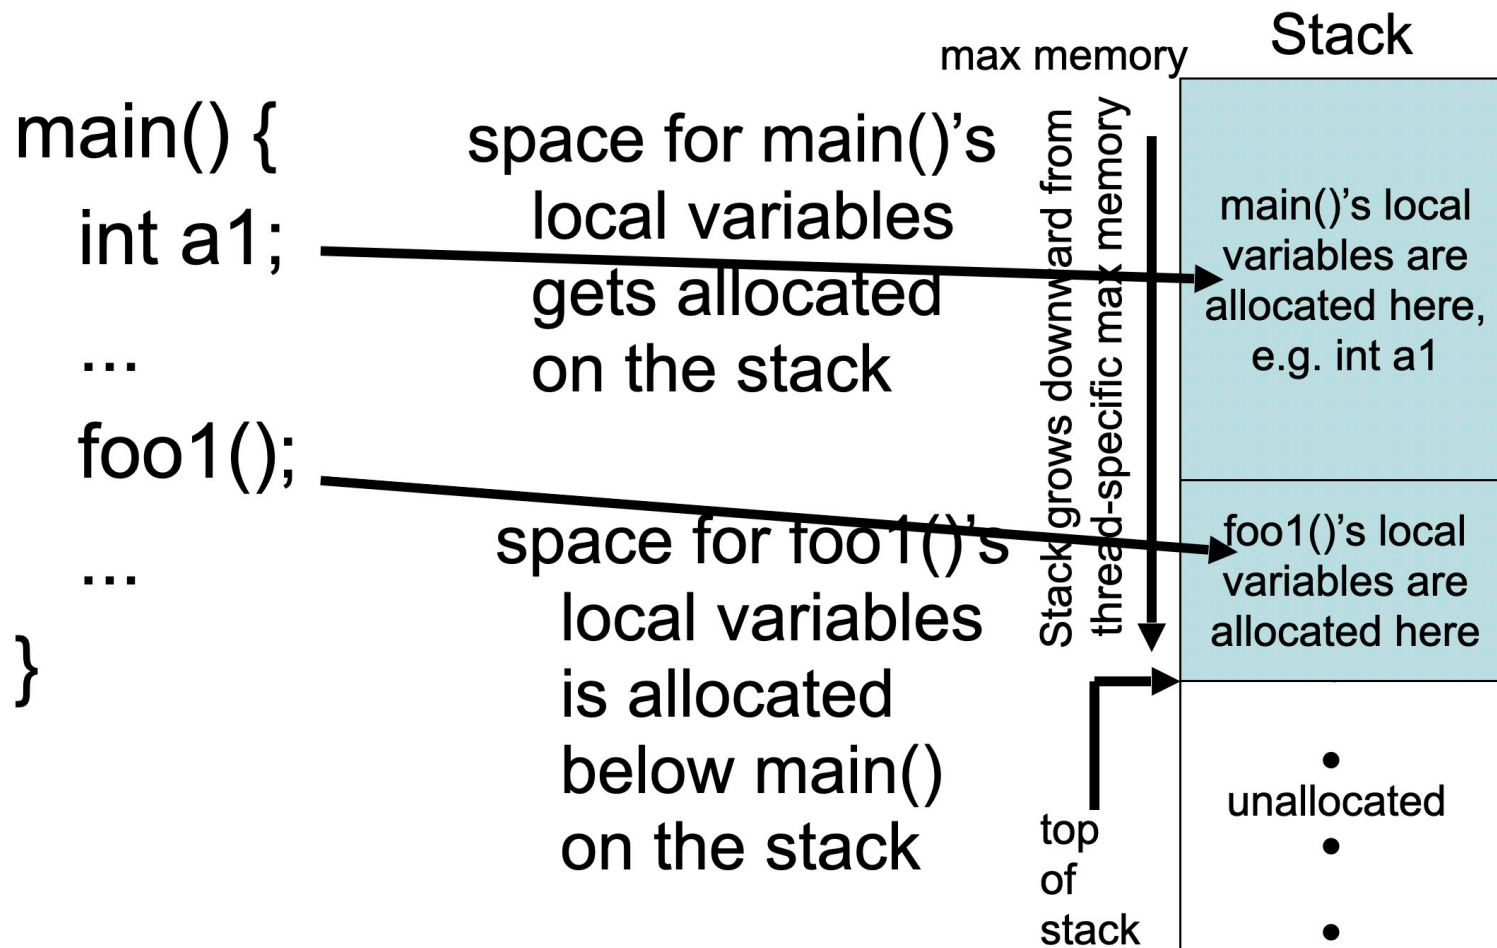 Stack
max memory
main() {
int a1;
...
foo1();
...
}
space for main()’s
local variables
gets allocated
on the stack
space for foo1()’s
local variables
is allocated
below main()
on the stack
Stack grows downward from
thread-specific max memory
main()’s local
variables are
allocated here,
e.g. int a1
foo1()’s local
variables are
allocated here
unallocated
top
of
stack